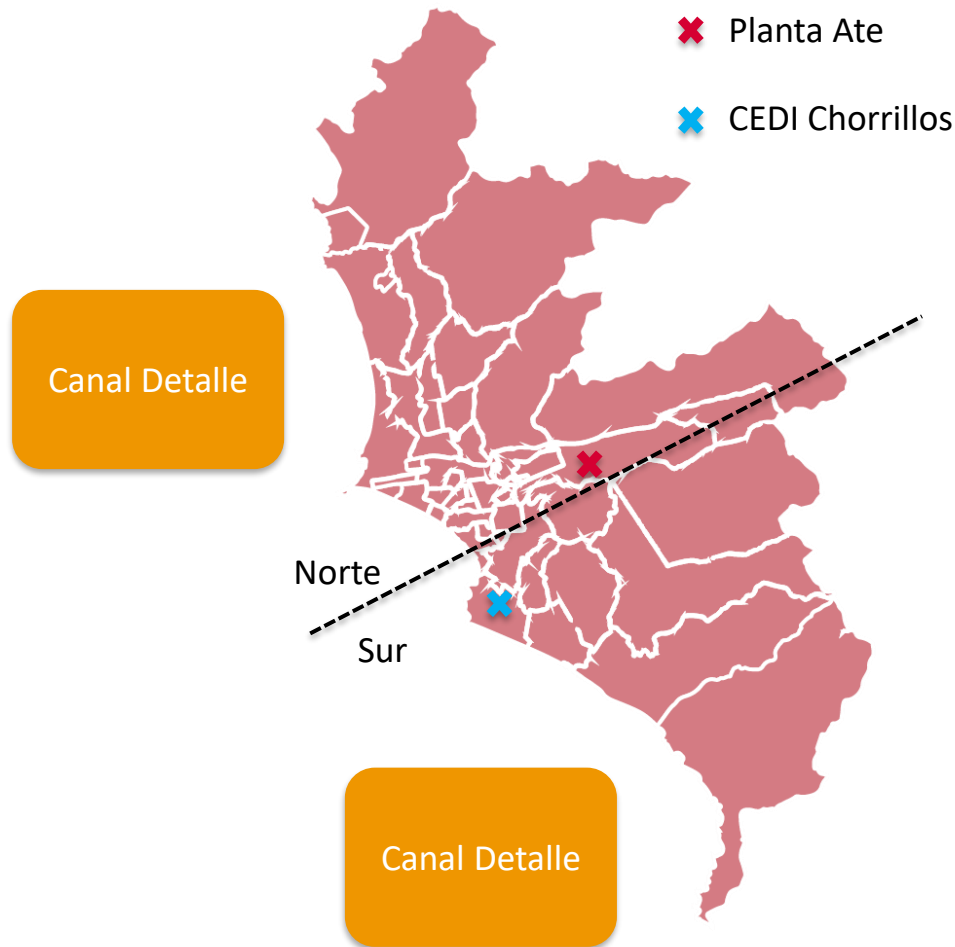 Planta Ate
CEDI Chorrillos
Canal Detalle
Norte
Sur
Canal Detalle